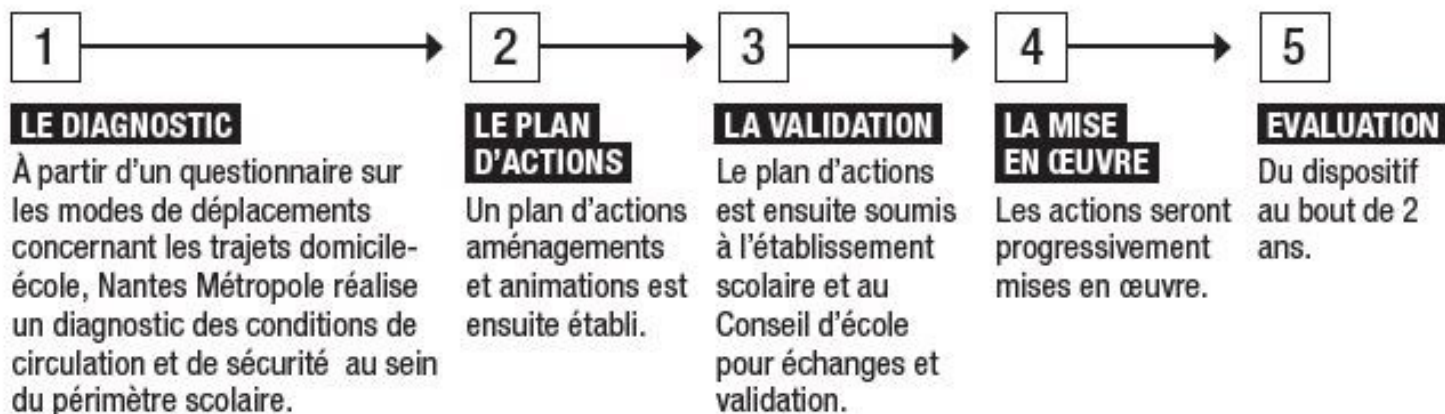 1
LE DIAGNOSTIC
À partir d'un questionnaire sur
les modes de déplacements
concernant les trajets domicile-
école, Nantes Métropole réalise
un diagnostic des conditions de
circulation et de sécurité au sein
du périmètre scolaire.
2
LE PLAN
D'ACTIONS
Un plan d'actions
aménagements
et animations est
ensuite établi.
3
LA VALIDATION
Le plan d'actions
est ensuite soumis
à l'établissement
scolaire et au
Conseil d'école
pour échanges et
validation.
4
LA MISE
EN ŒUVRE
Les actions seront
progressivement
mises en œuvre.
5
EVALUATION
Du dispositif
au bout de 2
ans.